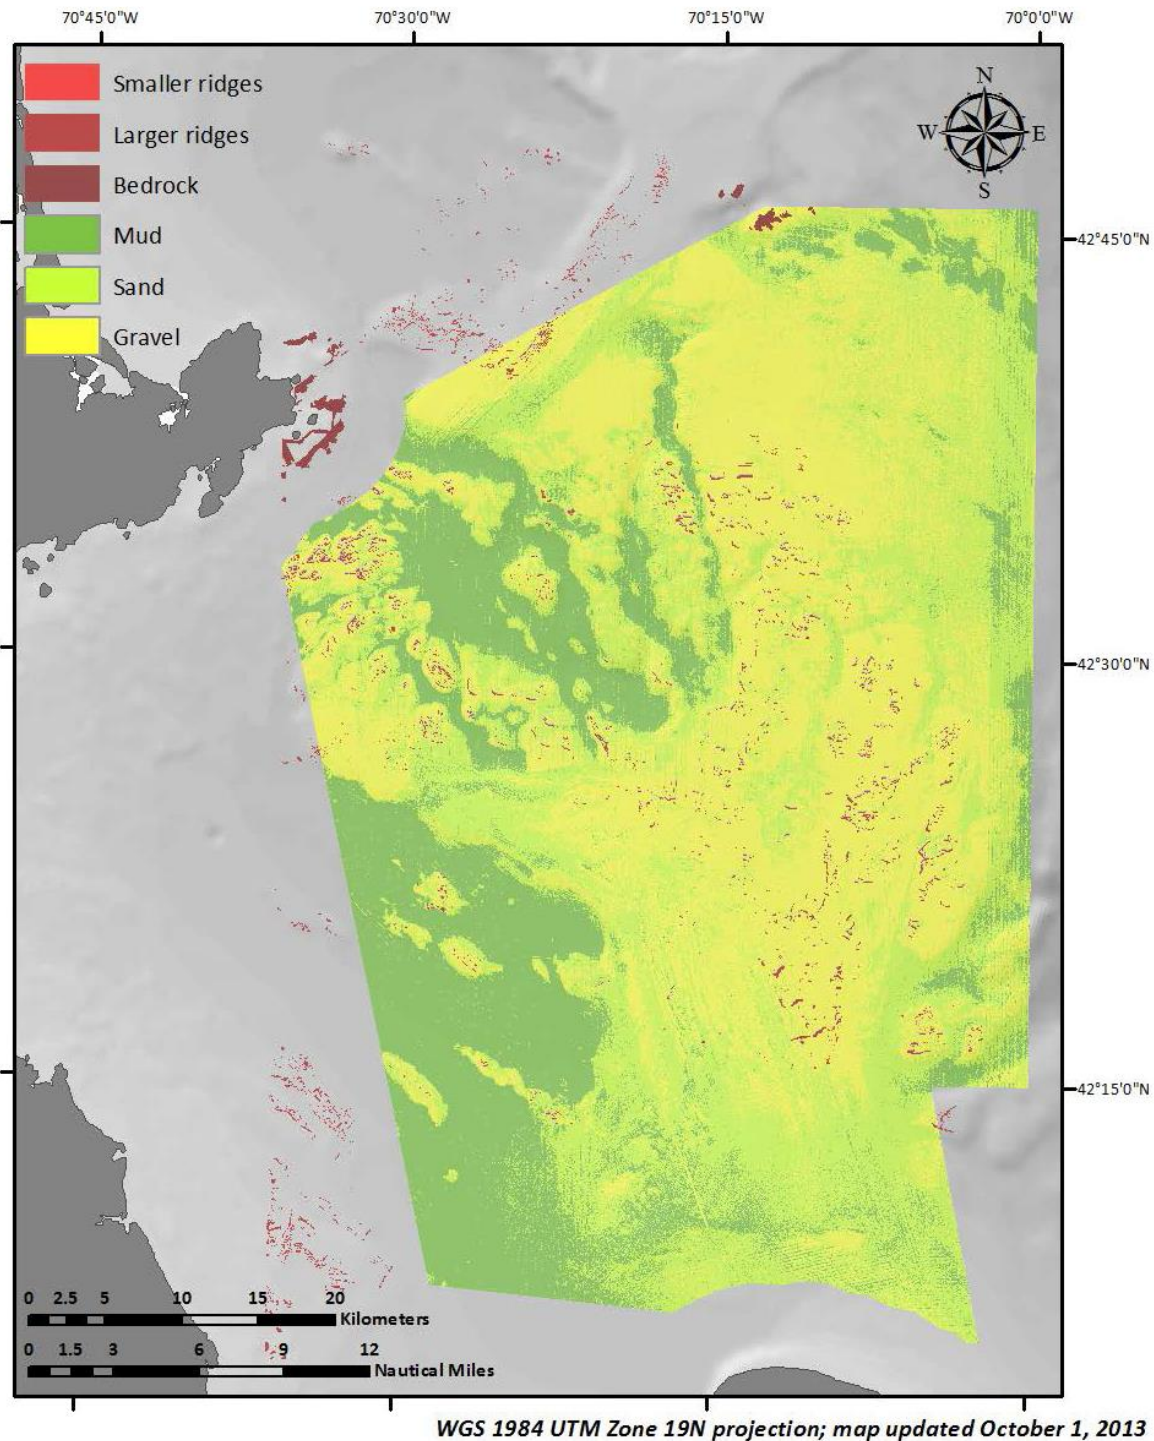 70°45'0"W 70°30'0"W 70°15'0"W 70°0'0"W
Smaller ridges
Larger ridges
Bedrock
Mud
Sand
Gravel
N
W E
S
42°45'0"N
42°30'0"N
42°15'0"N
0 2.5 5 10 15 20
Kilometers
0 1.5 3 6 9 12
Nautical Miles
WGS 1984 UTM Zone 19N projection; map updated October 1, 2013